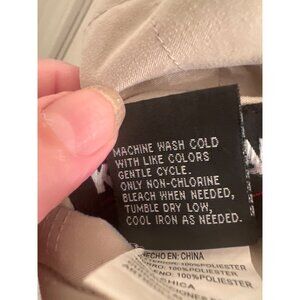 MACHINE WASH COLD
WITH LIKE COLORS
GENTLE CYCLE.
ONLY NON-CHLORINE
BLEACH WHEN NEEDED,
TUMBLE DRY LOW,
COOL IRON AS NEEDED.
HECHO EN: CHINA
100%POLIESTER
100%POLIESTER